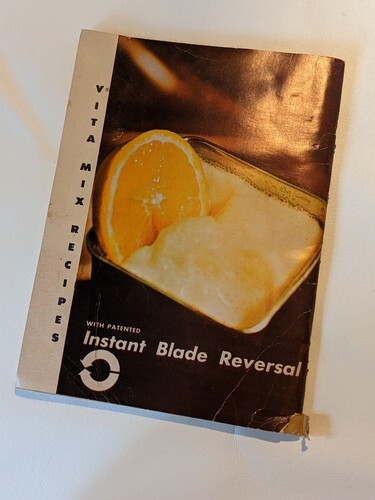 VITA MIX RECIPES
WITH PATENTED
Instant Blade Reversal